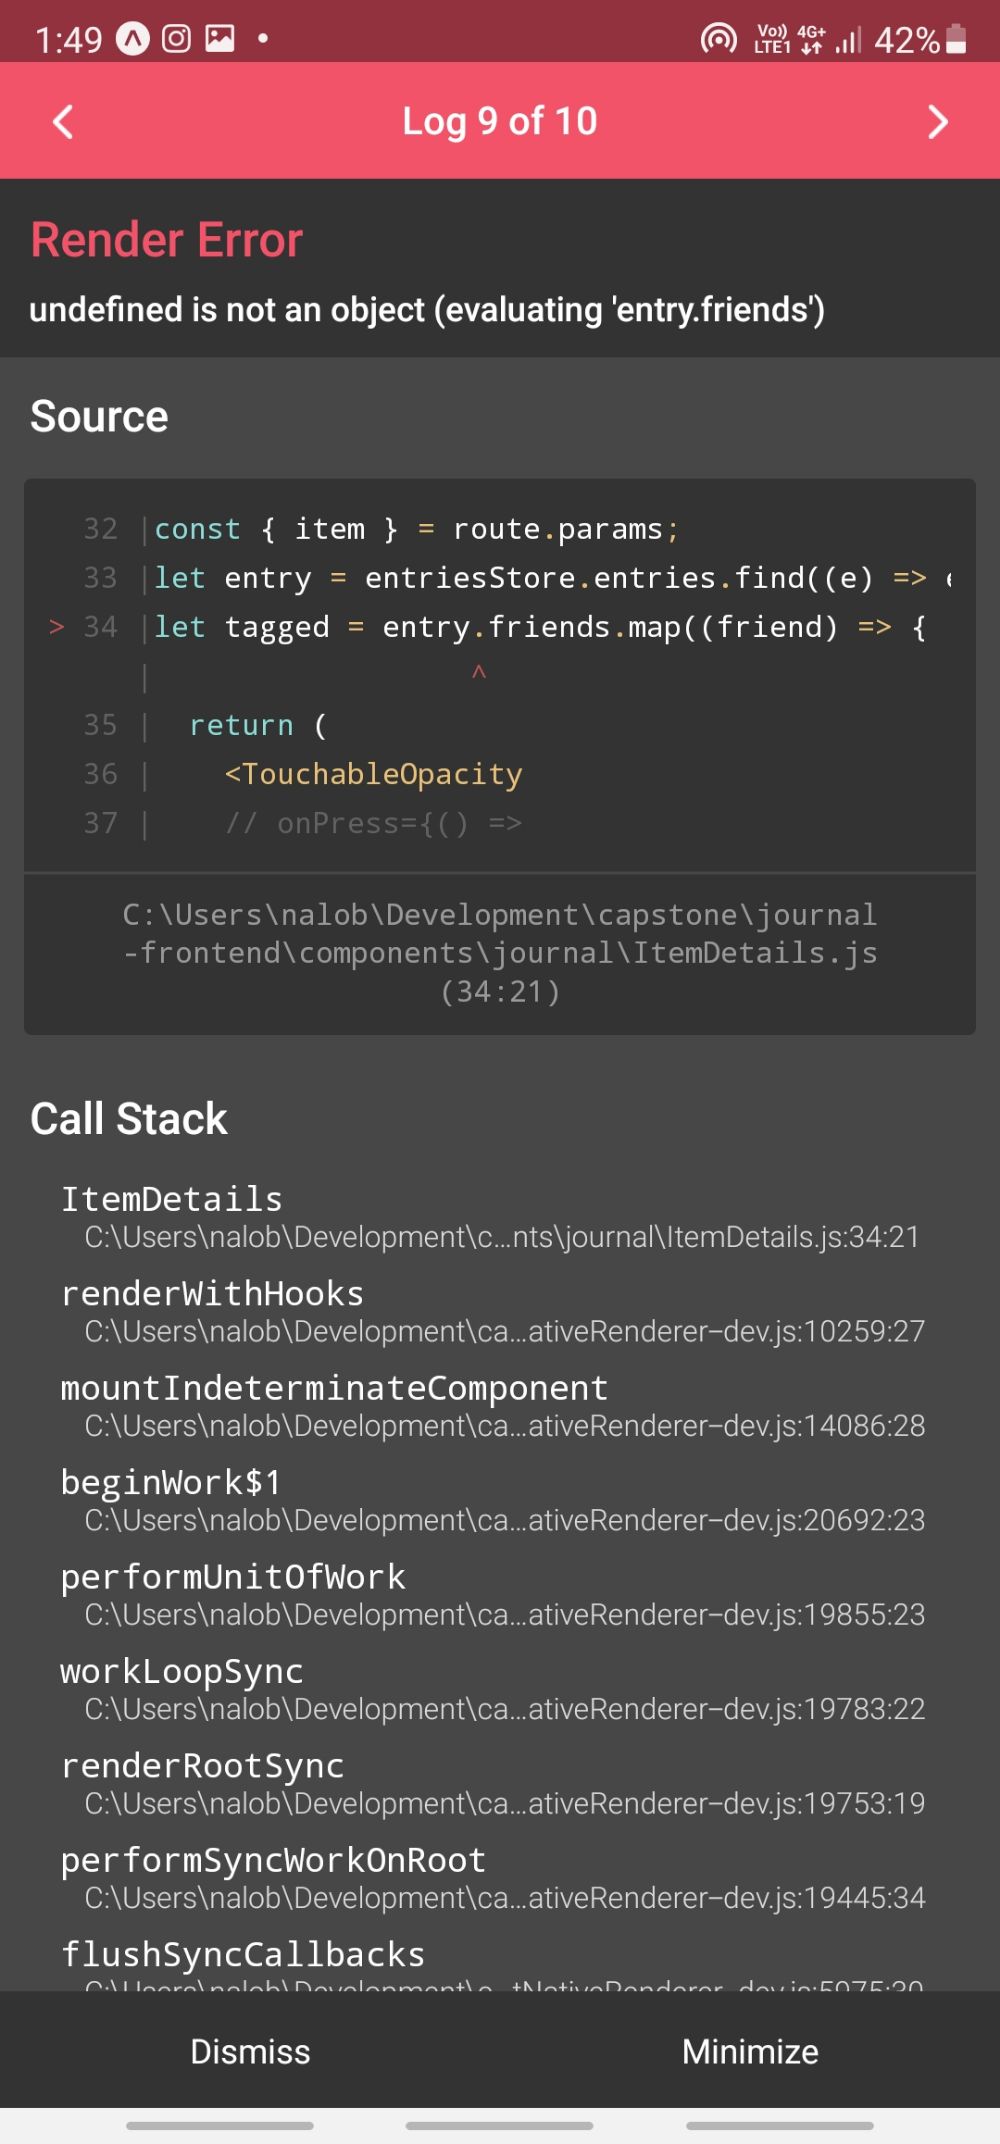 1:49
Vo)) 4G+
LTE1
42%
Log 9 of 10
Render Error
undefined is not an object (evaluating 'entry.friends')
Source
32 |const { item } = route.params;
33 |let entry = entriesStore.entries.find((e) =>
> 34 |let tagged = entry.friends.map((friend) => {
| ^
35 | return (
36 | <TouchableOpacity
37 | // onPress={() =>
C:\Users\nalob\Development\capstone\journal
-frontend\components\journal\ItemDetails.js
(34:21)
Call Stack
ItemDetails
C:\Users\nalob\Development\c...nts\journal\ItemDetails.js:34:21
renderWithHooks
C:\Users\nalob\Development\ca...ativeRenderer-dev.js:10259:27
mountIndeterminateComponent
C:\Users\nalob\Development\ca...ativeRenderer-dev.js:14086:28
beginWork$1
C:\Users\nalob\Development\ca...ativeRenderer-dev.js:20692:23
performUnitOfWork
C:\Users\nalob\Development\ca...ativeRenderer-dev.js:19855:23
workLoopSync
C:\Users\nalob\Development\ca...ativeRenderer-dev.js:19783:22
renderRootSync
C:\Users\nalob\Development\ca...ativeRenderer-dev.js:19753:19
performSyncWorkOnRoot
C:\Users\nalob\Development\ca...ativeRenderer-dev.js:19445:34
flushSyncCallbacks
Dismiss
Minimize